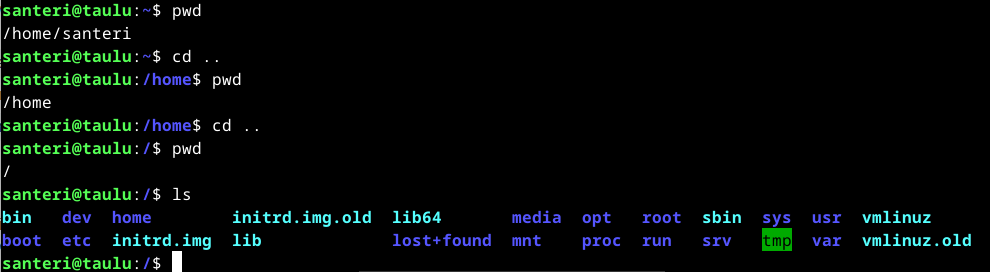 santeri@taulu:~$ pwd
/home/santeri
santeri@taulu:~$ cd ..
santeri@taulu:/home$ pwd
/home
santeri@taulu:/home$ cd ..
santeri@taulu:/$ pwd
/
santeri@taulu:/$ ls
bin   dev  home        initrd.img.old  lib64       media  opt   root  sbin  sys  usr  vmlinuz
boot  etc  initrd.img  lib             lost+found  mnt    proc  run   srv   tmp  var  vmlinuz.old
santeri@taulu:/$